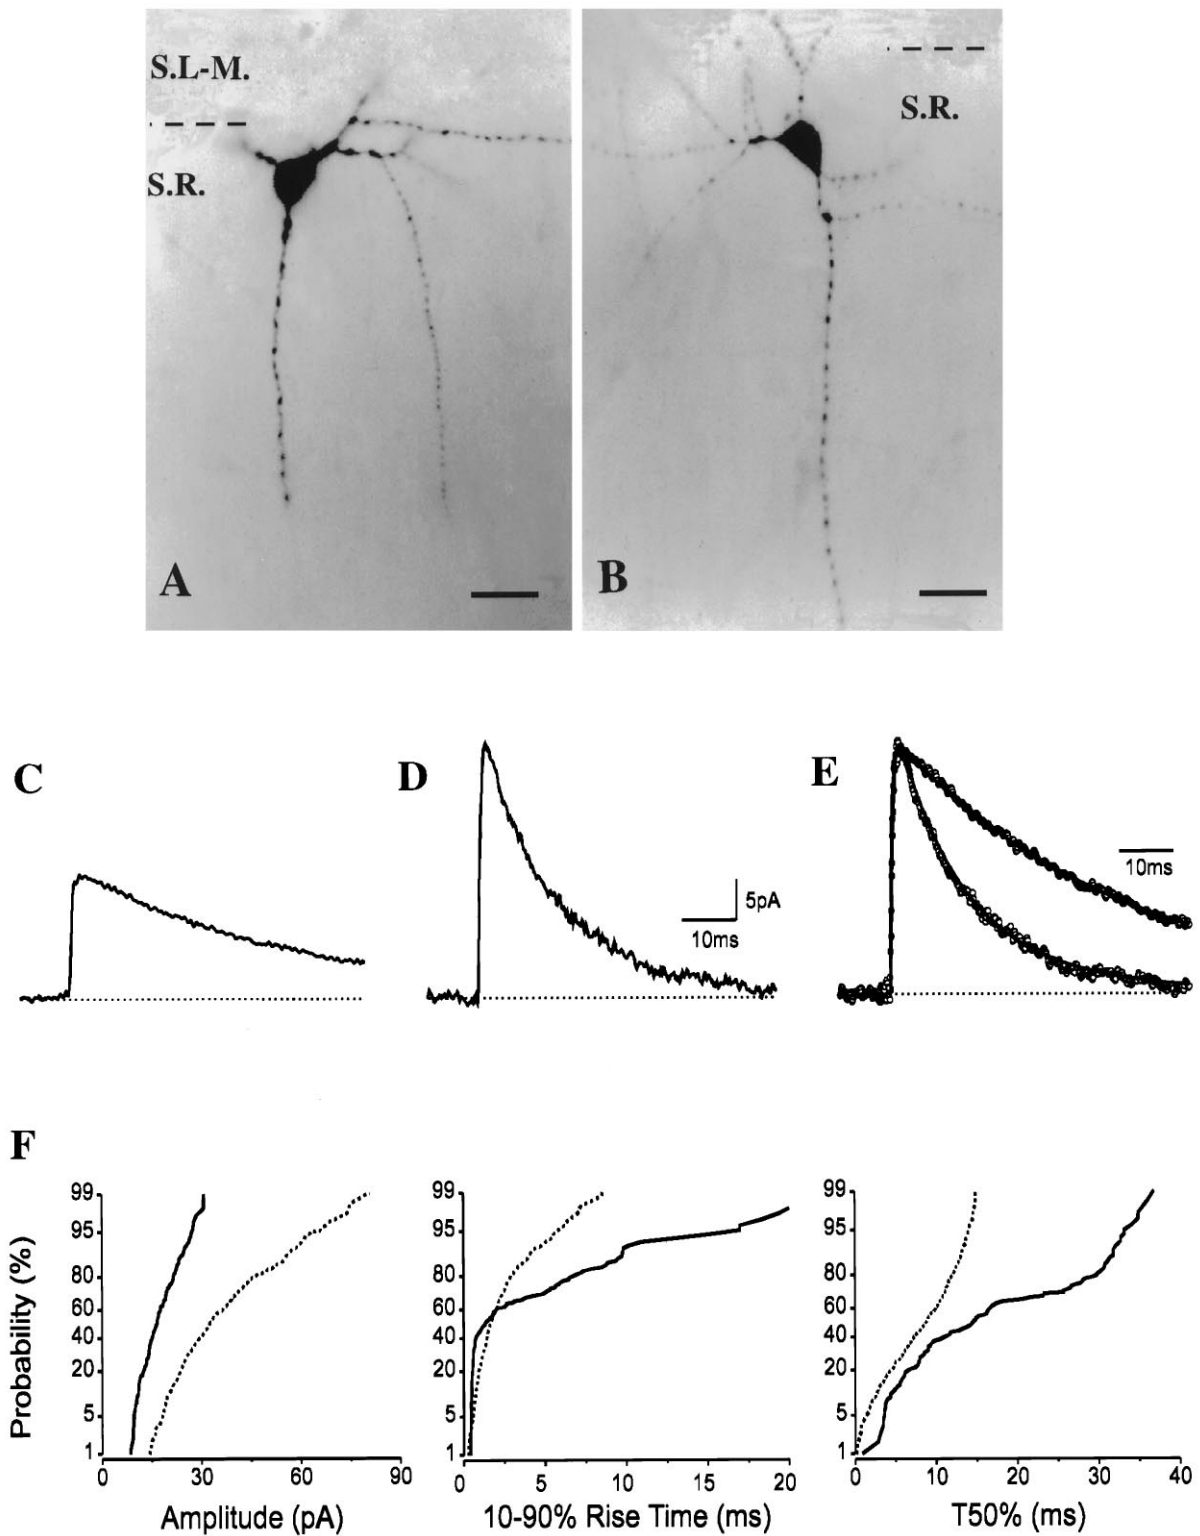 S.L-M.
S.R.
A
S.R.
B
C
D
5pA
10ms
E
10ms
F
Probability (%)
99
95
80
60
40
20
5
1
0 30 60 90
Amplitude (pA)
99
95
80
60
40
20
5
1
0 5 10 15 20
10-90% Rise Time (ms)
99
95
80
60
40
20
5
1
0 10 20 30 40
T50% (ms)